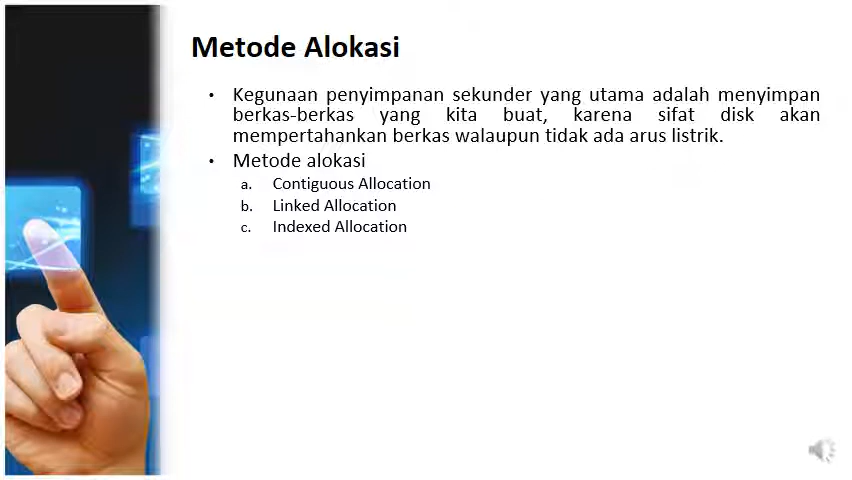 Metode Alokasi
• Kegunaan penyimpanan sekunder yang utama adalah menyimpan
berkas-berkas yang kita buat, karena sifat disk akan
mempertahankan berkas walaupun tidak ada arus listrik.
• Metode alokasi
a. Contiguous Allocation
b. Linked Allocation
c. Indexed Allocation